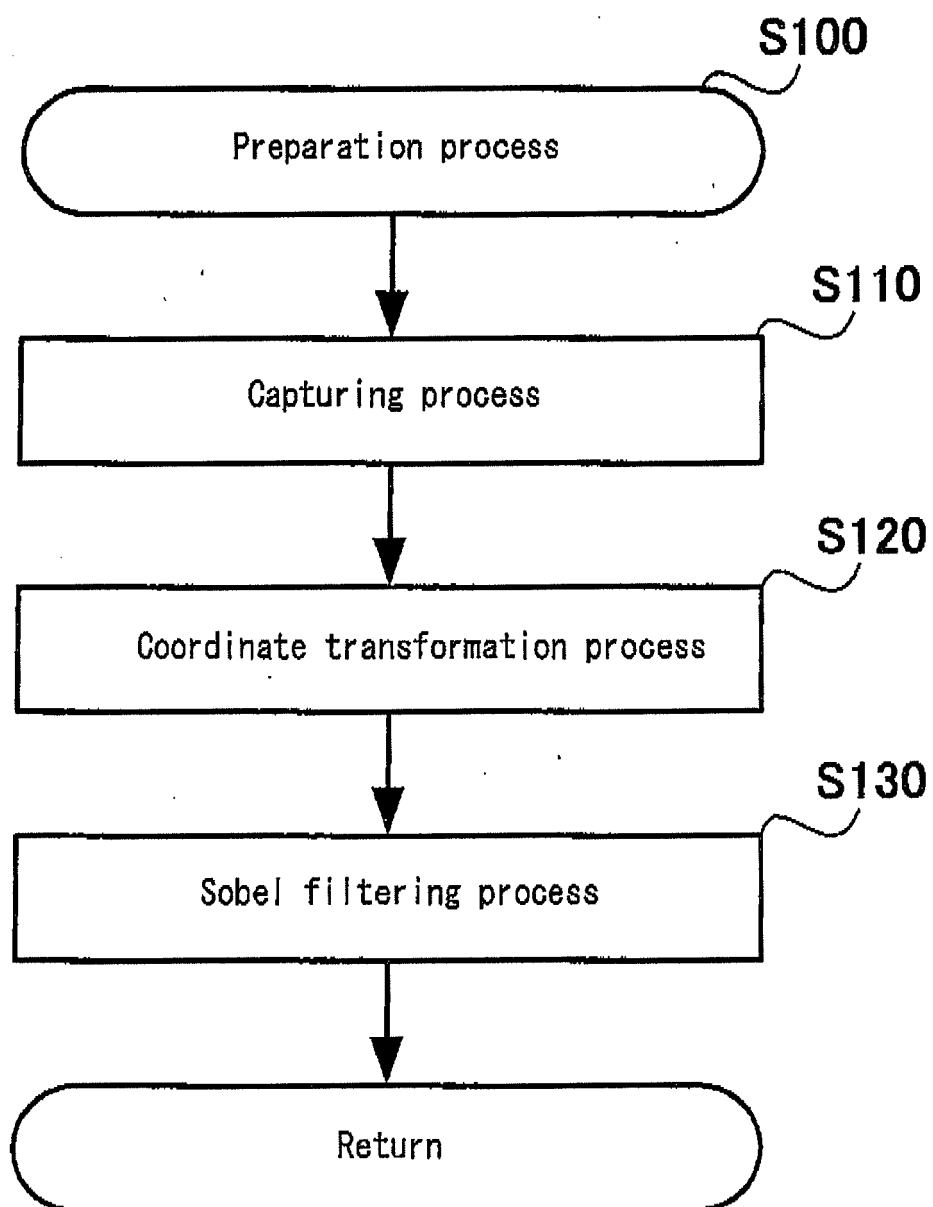 S100
Preparation process
S110
Capturing process
S120
Coordinate transformation process
S130
Sobel filtering process
Return